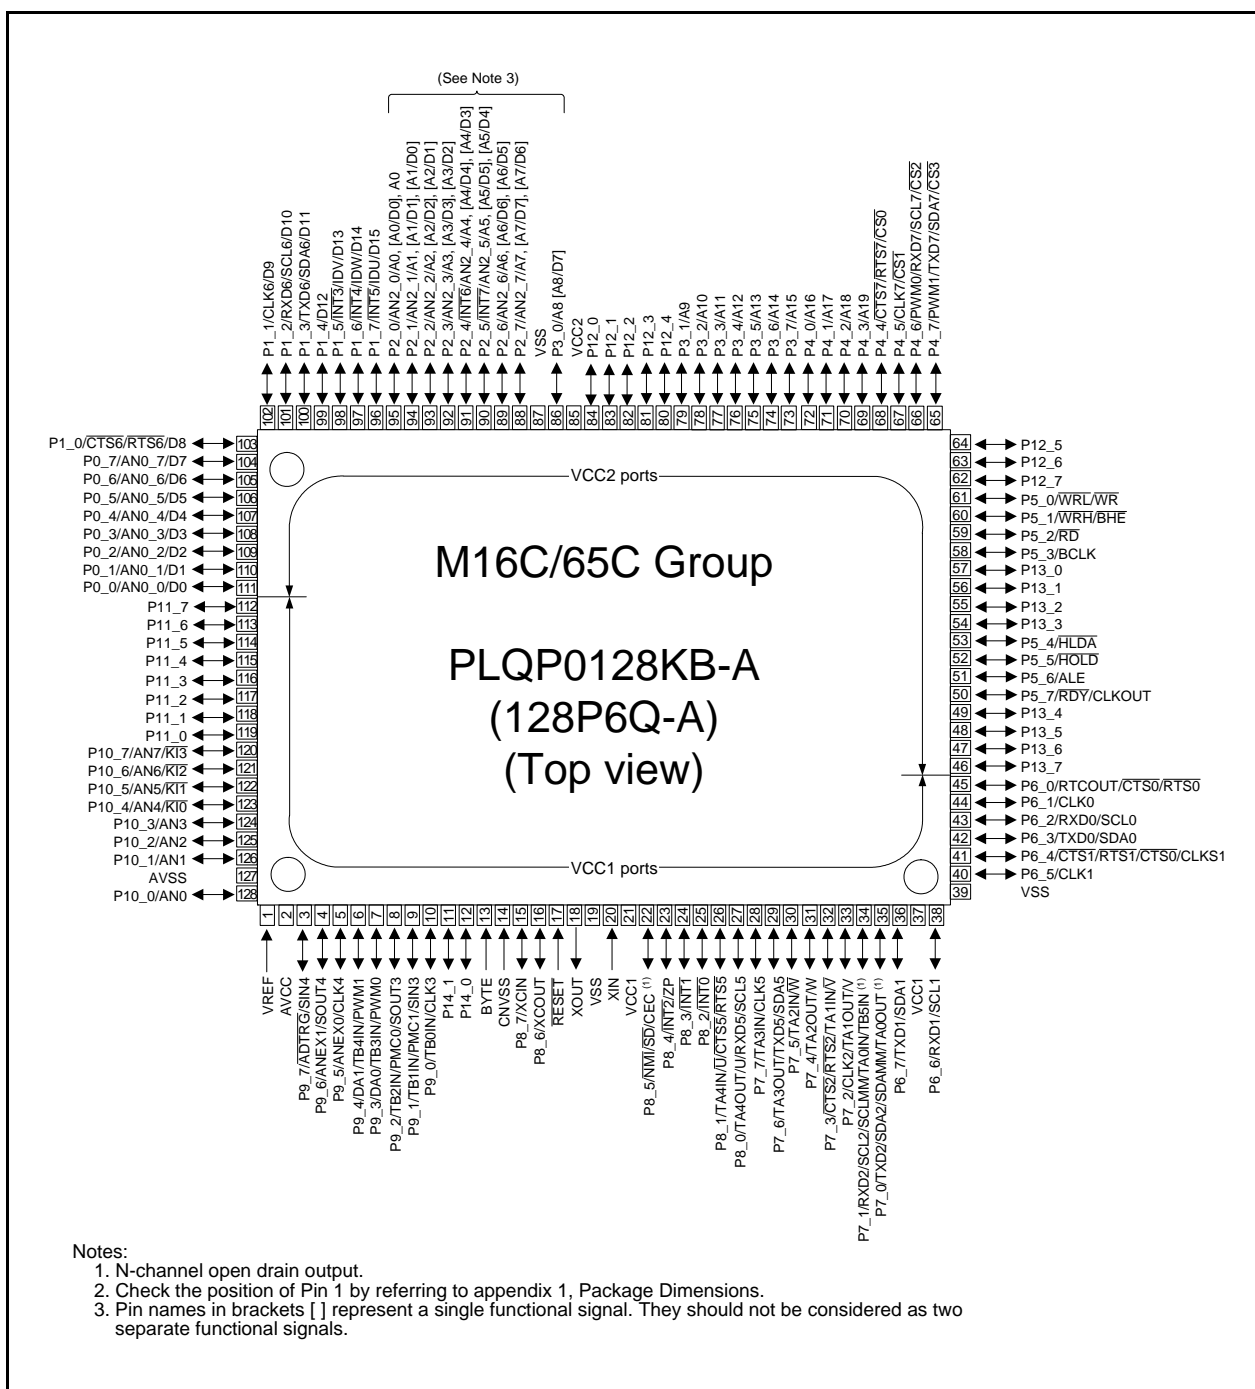 (See Note 3)
P1_1/CLK6/D9
P1_2/RXD6/SCL6/D10
P1_3/TXD6/SDA6/D11
P1_4/D12
P1_5/INT3/IDV/D13
P1_6/INT4/IDW/D14
P1_7/INT5/IDU/D15
P2_0/AN2_0/A0, [A0/D0], A0
P2_1/AN2_1/A1, [A1/D1], [A1/D0]
P2_2/AN2_2/A2, [A2/D2], [A2/D1]
P2_3/AN2_3/A3, [A3/D3], [A3/D2]
P2_4/INT6/AN2_4/A4, [A4/D4], [A4/D3]
P2_5/INT7/AN2_5/A5, [A5/D5], [A5/D4]
P2_6/AN2_6/A6, [A6/D6], [A6/D5]
P2_7/AN2_7/A7, [A7/D7], [A7/D6]
VSS
P3_0/A8 [A8/D7]
VCC2
P12_0
P12_1
P12_2
P12_3
P12_4
P3_1/A9
P3_2/A10
P3_3/A11
P3_4/A12
P3_5/A13
P3_6/A14
P3_7/A15
P4_0/A16
P4_1/A17
P4_2/A18
P4_3/A19
P4_4/CTS7/RTS7/CS0
P4_5/CLK7/CS1
P4_6/PWM0/RXD7/SCL7/CS2
P4_7/PWM1/TXD7/SDA7/CS3
102 101 100 99 98 97 96 95 94 93 92 91 90 89 88 87 86 85 84 83 82 81 80 79 78 77 76 75 74 73 72 71 70 69 68 67 66 65
P1_0/CTS6/RTS6/D8 103
P0_7/AN0_7/D7 104
P0_6/AN0_6/D6 105
P0_5/AN0_5/D5 106
P0_4/AN0_4/D4 107
P0_3/AN0_3/D3 108
P0_2/AN0_2/D2 109
P0_1/AN0_1/D1 110
P0_0/AN0_0/D0 111
P11_7 112
P11_6 113
P11_5 114
P11_4 115
P11_3 116
P11_2 117
P11_1 118
P11_0 119
P10_7/AN7/KI3 120
P10_6/AN6/KI2 121
P10_5/AN5/KI1 122
P10_4/AN4/KI0 123
P10_3/AN3 124
P10_2/AN2 125
P10_1/AN1 126
AVSS 127
P10_0/AN0 128
VCC2 ports
M16C/65C Group
PLQP0128KB-A
(128P6Q-A)
(Top view)
VCC1 ports
64 P12_5
63 P12_6
62 P12_7
61 P5_0/WRL/WR
60 P5_1/WRH/BHE
59 P5_2/RD
58 P5_3/BCLK
57 P13_0
56 P13_1
55 P13_2
54 P13_3
53 P5_4/HLDA
52 P5_5/HOLD
51 P5_6/ALE
50 P5_7/RDY/CLKOUT
49 P13_4
48 P13_5
47 P13_6
46 P13_7
45 P6_0/RTCOUT/CTS0/RTS0
44 P6_1/CLK0
43 P6_2/RXD0/SCL0
42 P6_3/TXD0/SDA0
41 P6_4/CTS1/RTS1/CTS0/CLKS1
40 P6_5/CLK1
39 VSS
1 2 3 4 5 6 7 8 9 10 11 12 13 14 15 16 17 18 19 20 21 22 23 24 25 26 27 28 29 30 31 32 33 34 35 36 37 38
VREF
AVCC
P9_7/ADTRG/SIN4
P9_6/ANEX1/SOUT4
P9_5/ANEX0/CLK4
P9_4/DA1/TB4IN/PWM1
P9_3/DA0/TB3IN/PWM0
P9_2/TB2IN/PMC0/SOUT3
P9_1/TB1IN/PMC1/SIN3
P9_0/TB0IN/CLK3
P14_1
P14_0
BYTE
CNVSS
P8_7/XCIN
P8_6/XCOUT
RESET
XOUT
VSS
XIN
VCC1
P8_5/NMI/SD/CEC (1)
P8_4/INT2/ZP
P8_3/INT1
P8_2/INT0
P8_1/TA4IN/U/CTS5/RTS5
P8_0/TA4OUT/U/RXD5/SCL5
P7_7/TA3IN/CLK5
P7_6/TA3OUT/TXD5/SDA5
P7_5/TA2IN/W
P7_4/TA2OUT/W
P7_3/CTS2/RTS2/TA1IN/V
P7_2/CLK2/TA1OUT/V
P7_1/RXD2/SCL2/SCLMM/TA0IN/TB5IN (1)
P7_0/TXD2/SDA2/SDAMM/TA0OUT (1)
P6_7/TXD1/SDA1
VCC1
P6_6/RXD1/SCL1
Notes:
1. N-channel open drain output.
2. Check the position of Pin 1 by referring to appendix 1, Package Dimensions.
3. Pin names in brackets [ ] represent a single functional signal. They should not be considered as two
separate functional signals.